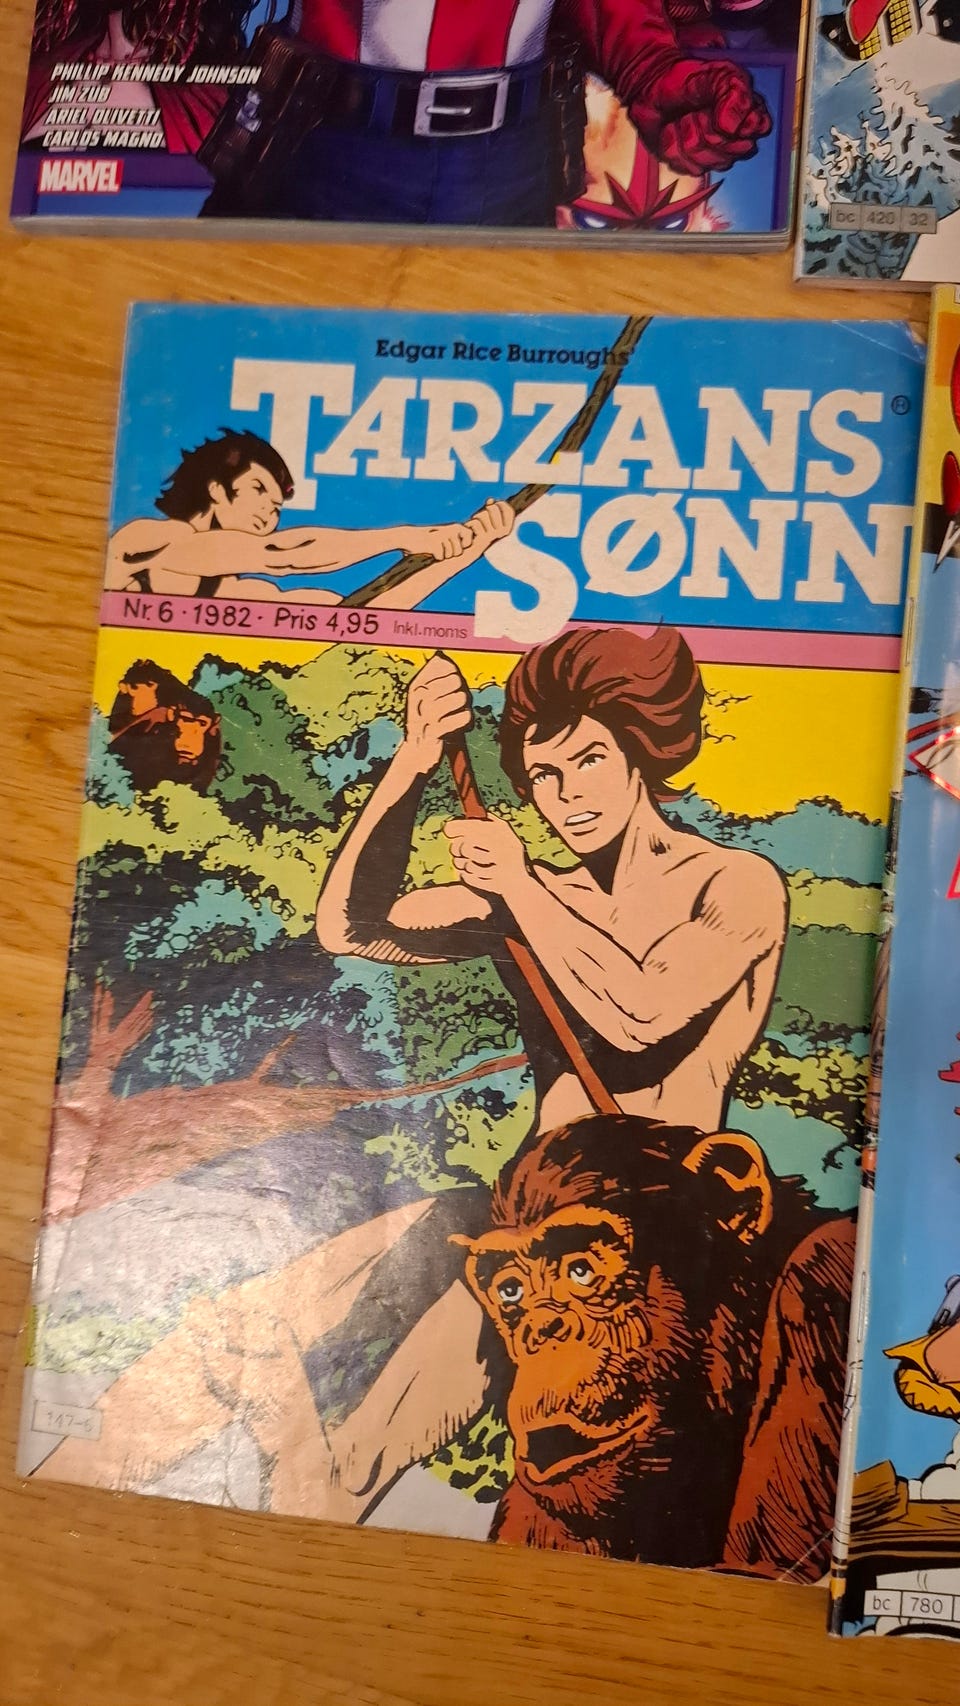 PHILLIP KENNEDY JOHNSON
JIM ZUB
ARIEL OLIVETTI
CARLOS MAGNO
MARVEL
bc 420 32
Edgar Rice Burroughs'
TARZANS®
SØNN
Nr. 6 · 1982 · Pris 4,95 Inkl. moms
147-6
bc 780